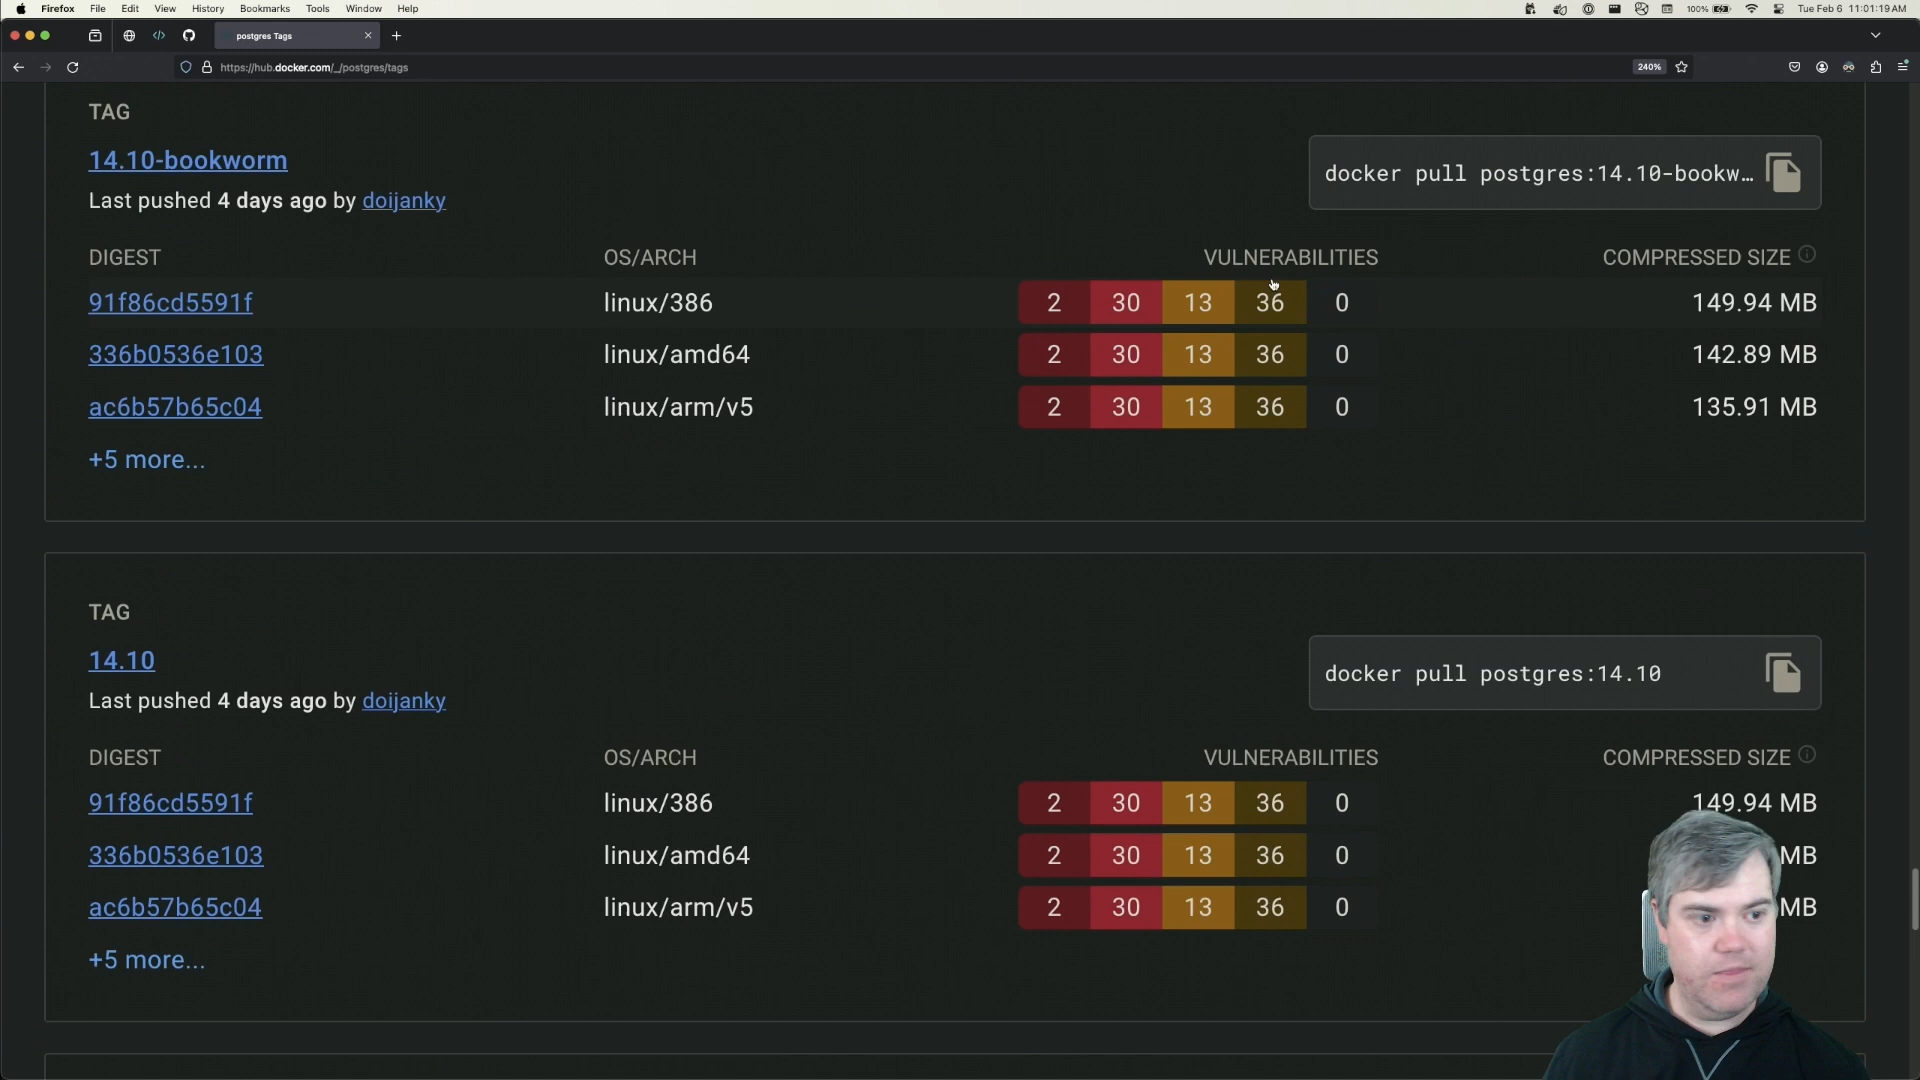 Firefox File Edit View History Bookmarks Tools Window Help 100% Tue Feb 6 11:01:19 AM
postgres Tags
https://hub.docker.com/_/postgres/tags 240%
TAG
14.10-bookworm
docker pull postgres:14.10-bookw…
Last pushed 4 days ago by doijanky
DIGEST OS/ARCH VULNERABILITIES COMPRESSED SIZE
91f86cd5591f linux/386 2 30 13 36 0 149.94 MB
336b0536e103 linux/amd64 2 30 13 36 0 142.89 MB
ac6b57b65c04 linux/arm/v5 2 30 13 36 0 135.91 MB
+5 more...
TAG
14.10
docker pull postgres:14.10
Last pushed 4 days ago by doijanky
DIGEST OS/ARCH VULNERABILITIES COMPRESSED SIZE
91f86cd5591f linux/386 2 30 13 36 0 149.94 MB
336b0536e103 linux/amd64 2 30 13 36 0 MB
ac6b57b65c04 linux/arm/v5 2 30 13 36 0 MB
+5 more...